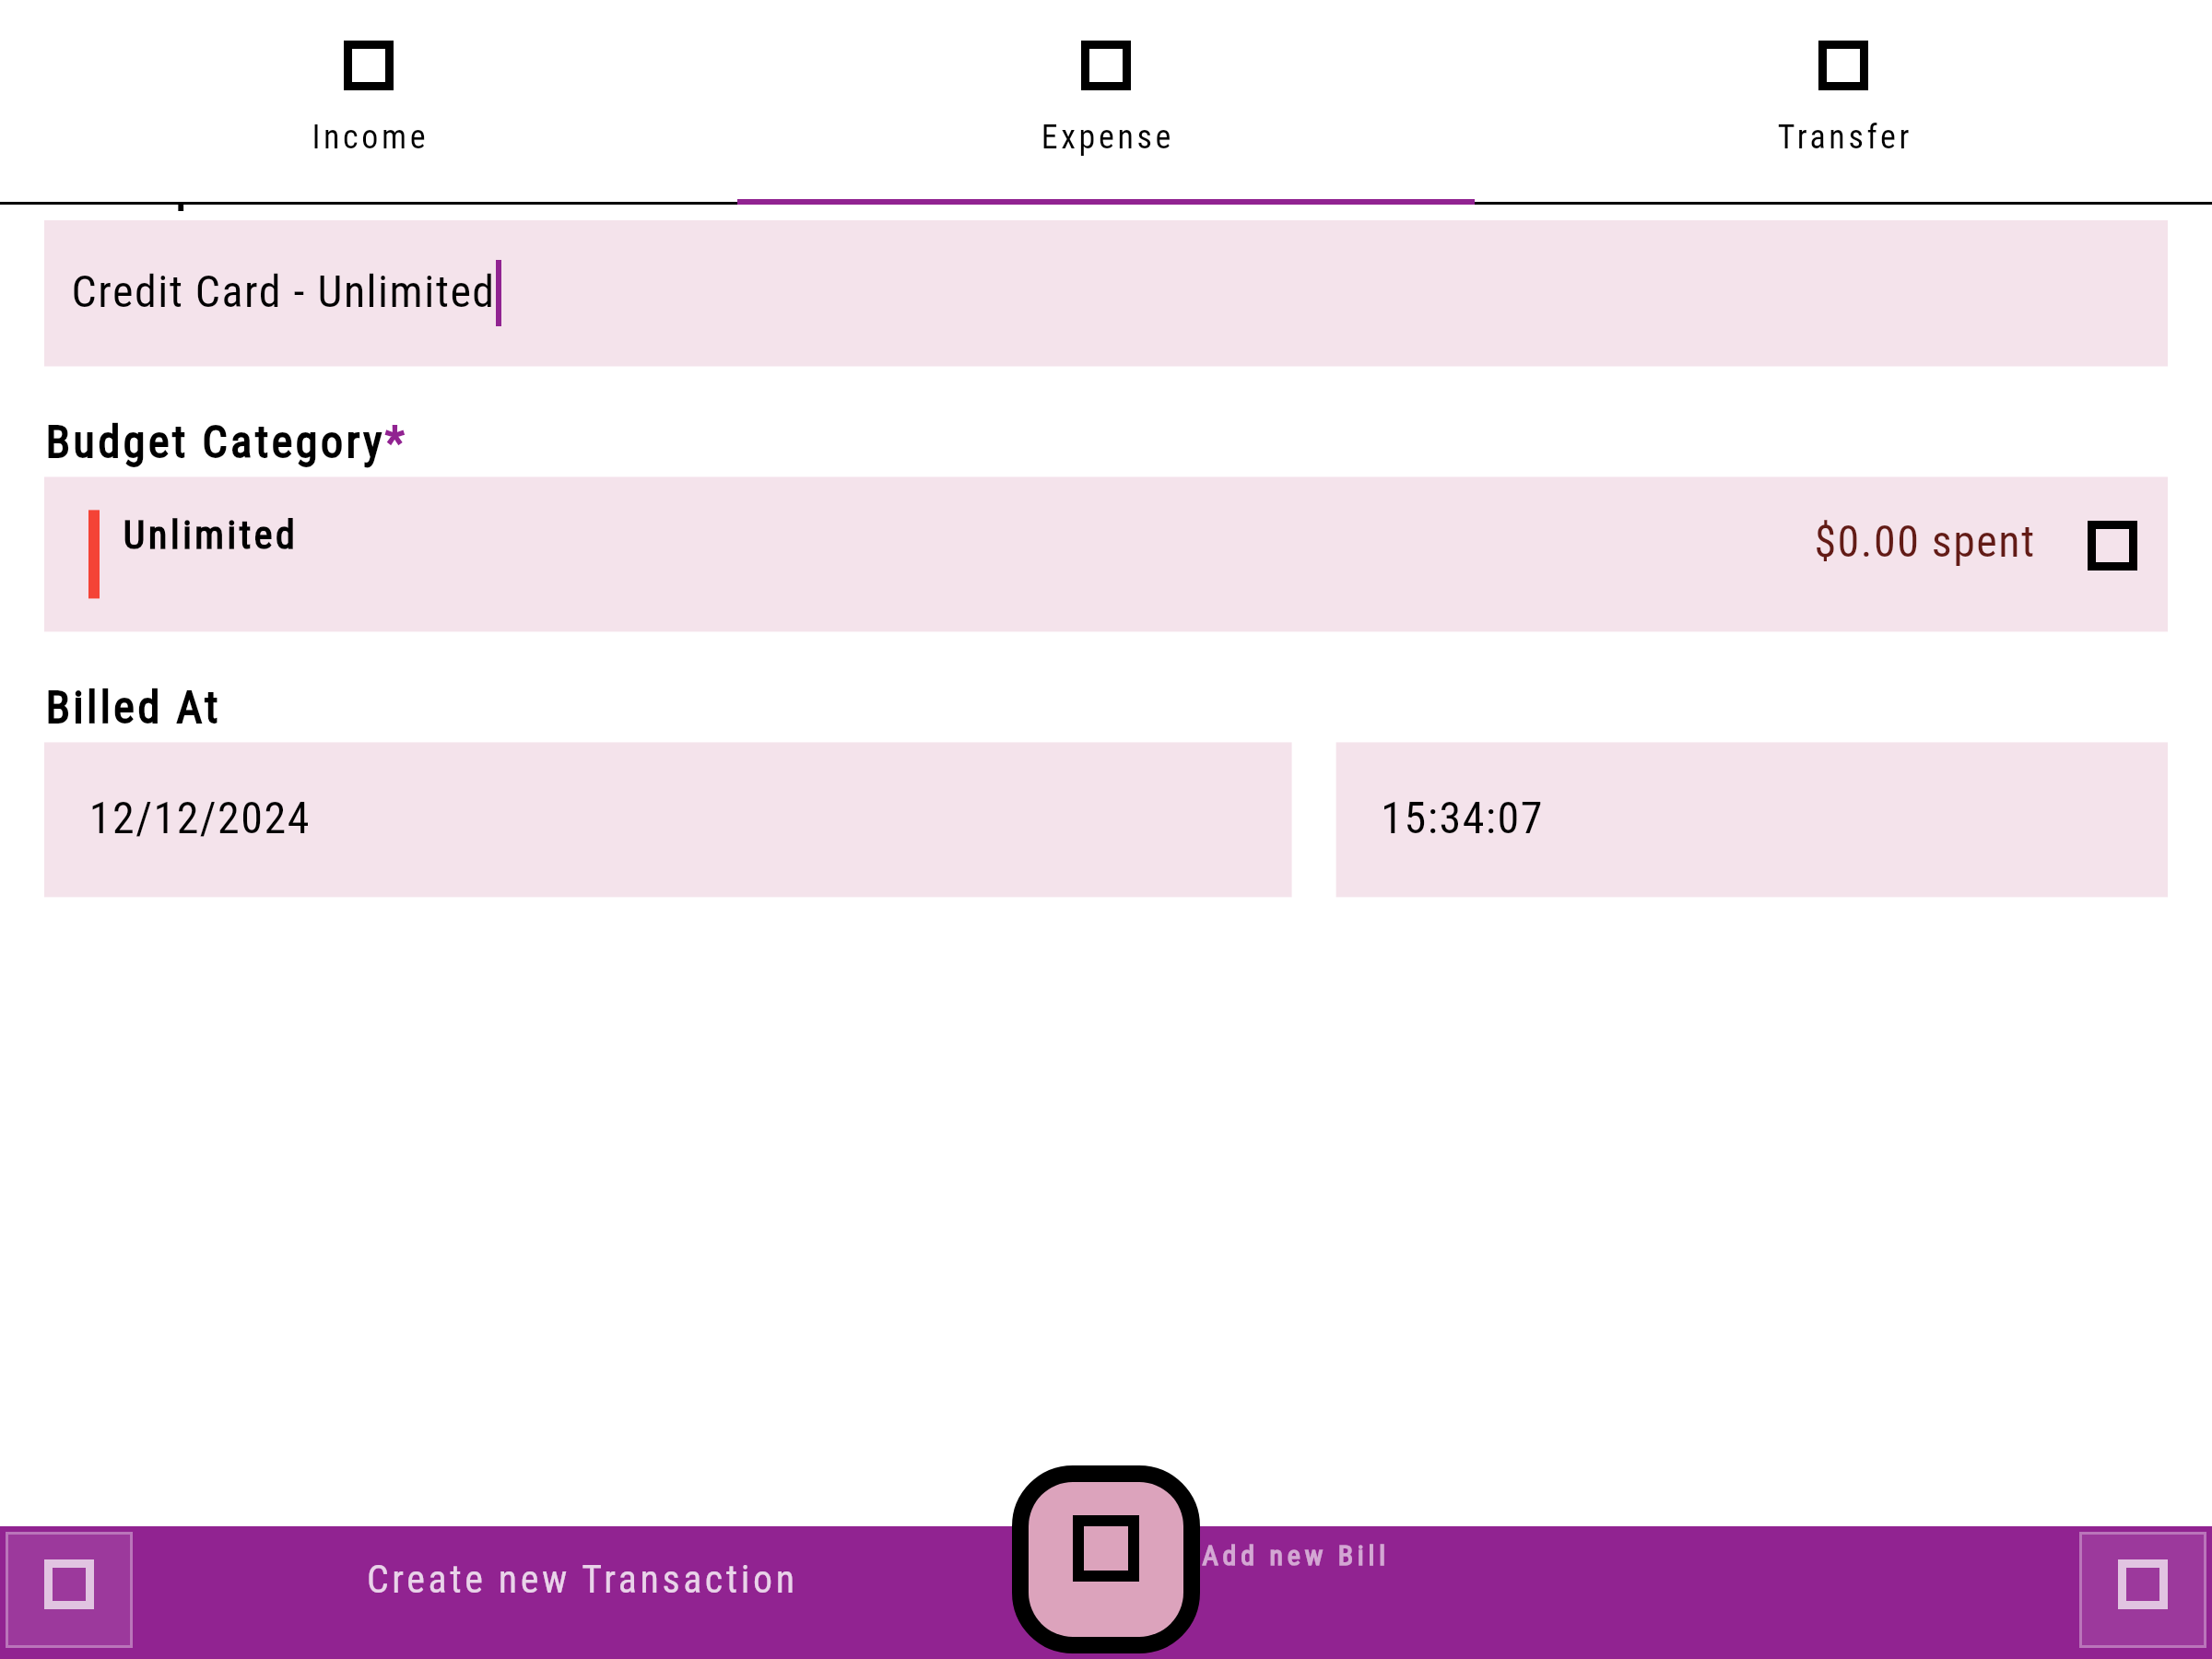 Income
Expense
Transfer
Credit Card - Unlimited
Budget Category*
Unlimited
$0.00 spent
Billed At
12/12/2024
15:34:07
Create new Transaction
Add new Bill